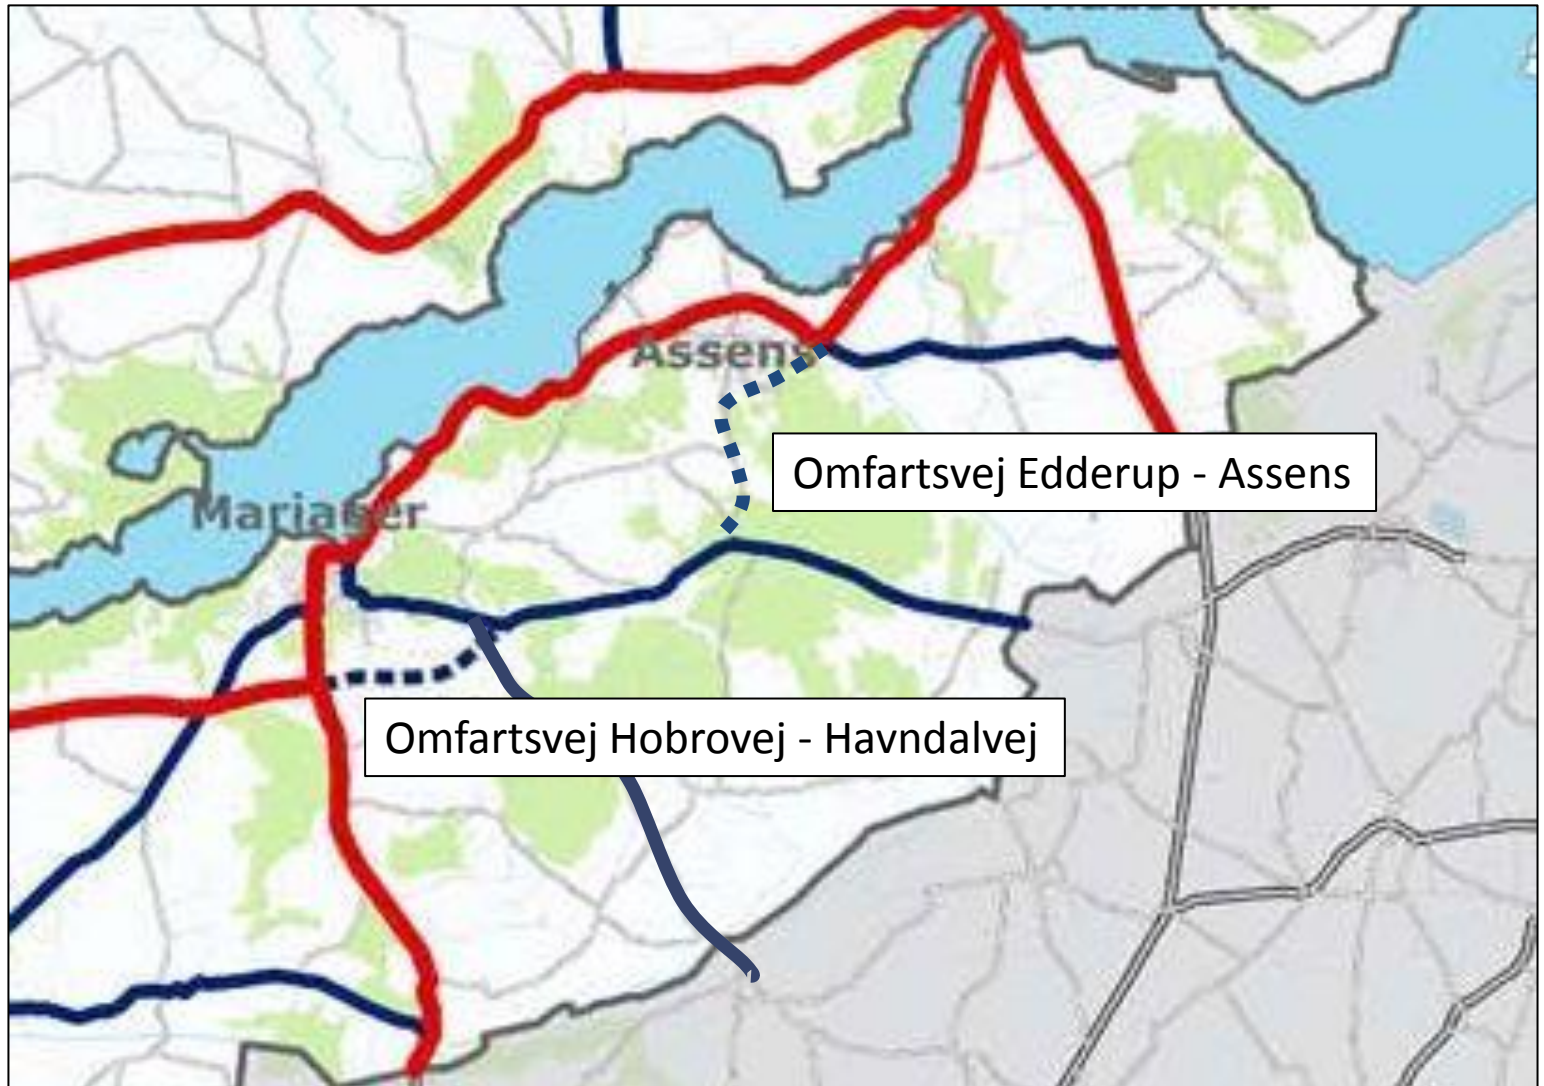 Assens
Omfartsvej Edderup - Assens
Mariager
Omfartsvej Hobrovej - Havndalvej